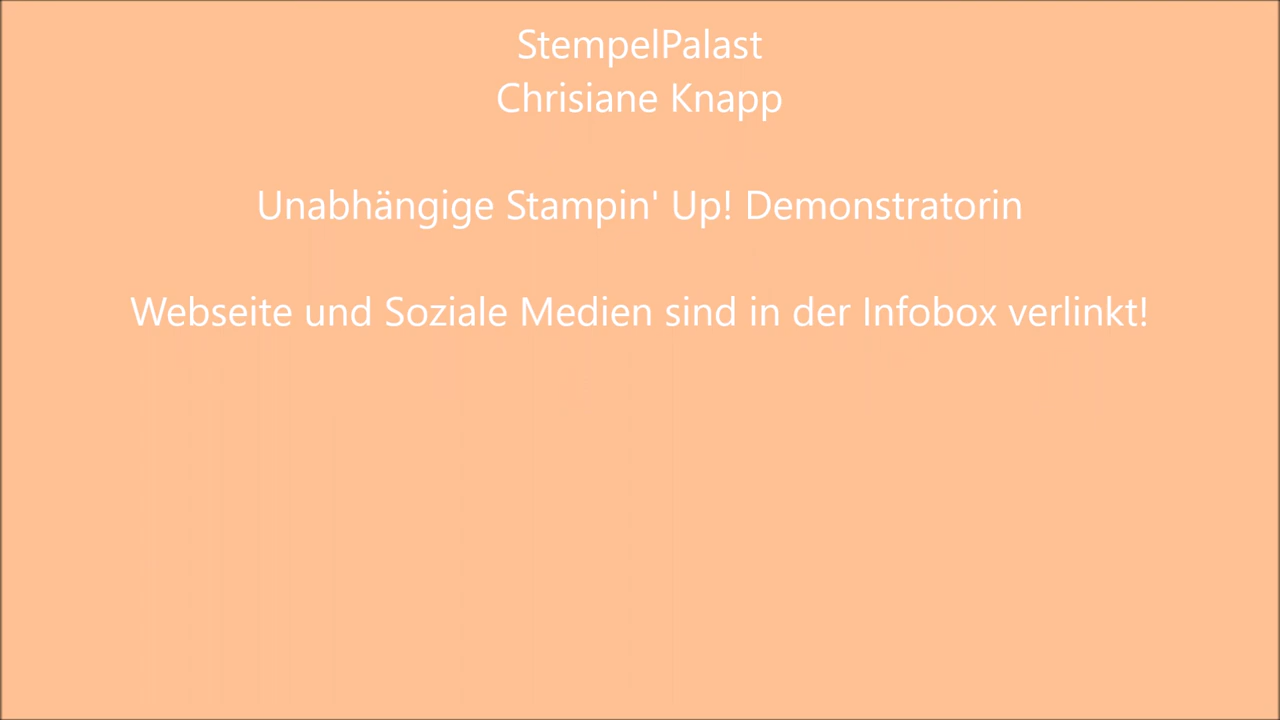 StempelPalast
Chrisiane Knapp
Unabhängige Stampin' Up! Demonstratorin
Webseite und Soziale Medien sind in der Infobox verlinkt!